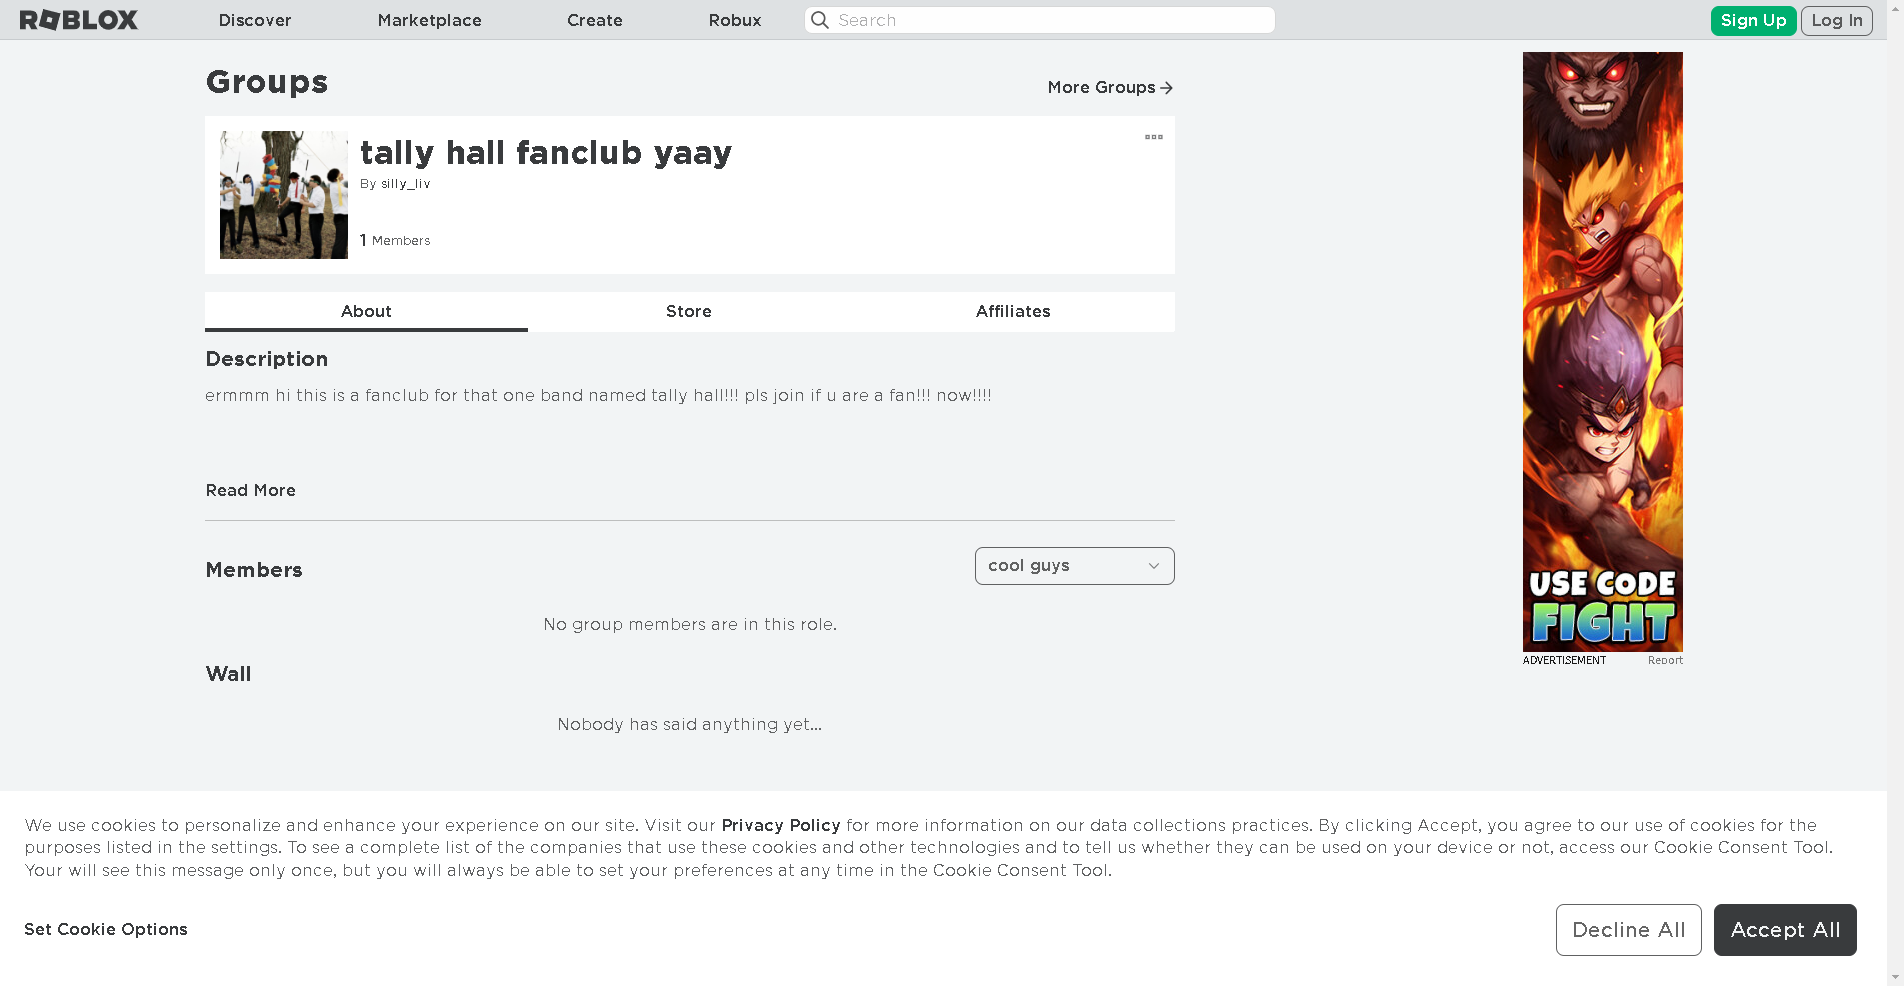 ROBLOX
Discover
Marketplace
Create
Robux
Search
Sign Up
Log In
Groups
More Groups
tally hall fanclub yaay
By silly_liv
1 Members
About
Store
Affiliates
Description
ermmm hi this is a fanclub for that one band named tally hall!!! pls join if u are a fan!!! now!!!!
Read More
Members
cool guys
No group members are in this role.
Wall
Nobody has said anything yet...
USE CODE
FIGHT
ADVERTISEMENT
Report
We use cookies to personalize and enhance your experience on our site. Visit our Privacy Policy for more information on our data collections practices. By clicking Accept, you agree to our use of cookies for the
purposes listed in the settings. To see a complete list of the companies that use these cookies and other technologies and to tell us whether they can be used on your device or not, access our Cookie Consent Tool.
Your will see this message only once, but you will always be able to set your preferences at any time in the Cookie Consent Tool.
Set Cookie Options
Decline All
Accept All